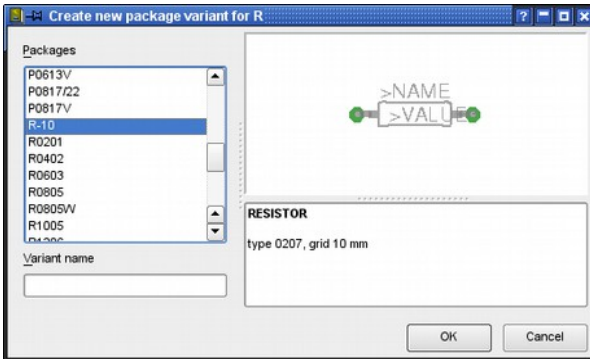 Create new package variant for R
Packages
P0613V
P0817/22
P0817V
R-10
R0201
R0402
R0603
R0805
R0805W
R1005
R1206
>NAME
>VALUE
RESISTOR
type 0207, grid 10 mm
Variant name
OK
Cancel